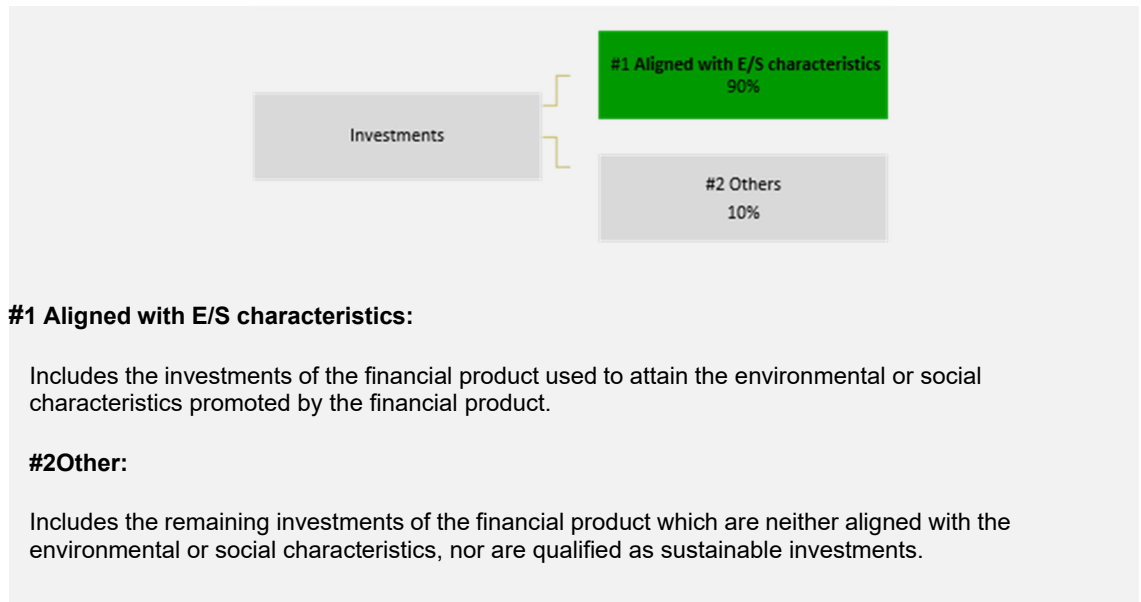 #1 Aligned with E/S characteristics
90%
Investments
#2 Others
10%
#1 Aligned with E/S characteristics:
Includes the investments of the financial product used to attain the environmental or social
characteristics promoted by the financial product.
#2Other:
Includes the remaining investments of the financial product which are neither aligned with the
environmental or social characteristics, nor are qualified as sustainable investments.